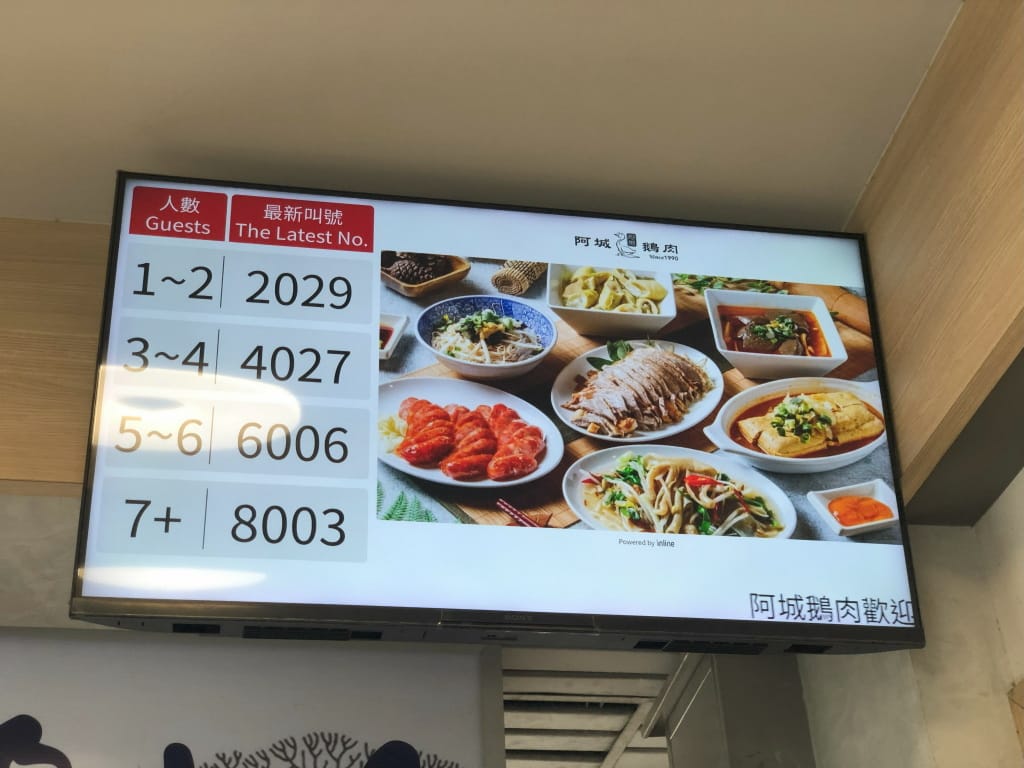 人數
Guests
最新叫號
The Latest No.
1~2
2029
3~4
4027
5~6
6006
7+
8003
阿城 鵝肉
Since1990
Powered by inline
阿城鵝肉歡迎
SONY